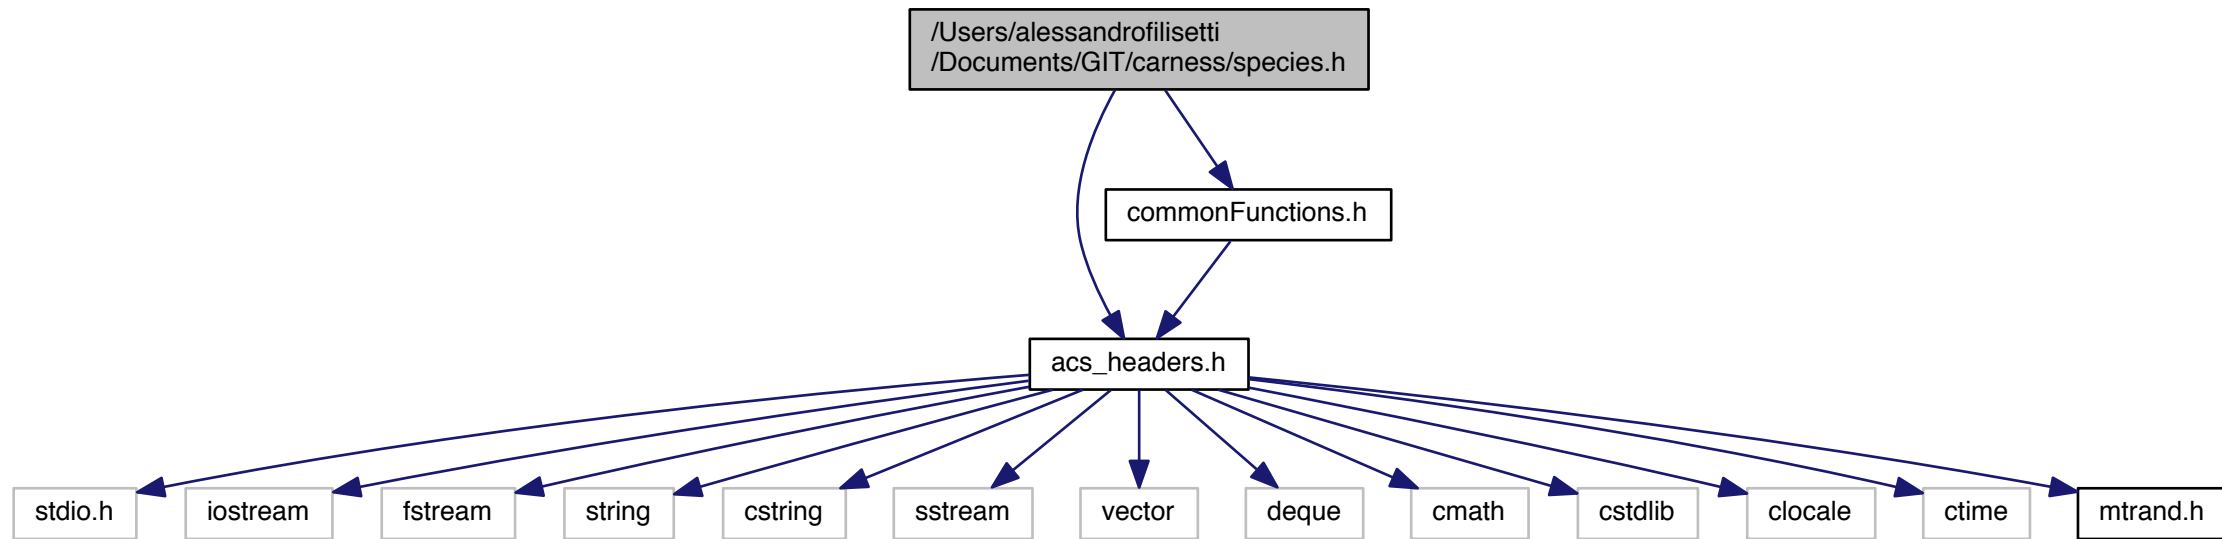 /Users/alessandrofilisetti
/Documents/GIT/carness/species.h
commonFunctions.h
acs_headers.h
stdio.h
iostream
fstream
string
cstring
sstream
vector
deque
cmath
cstdlib
clocale
ctime
mtrand.h